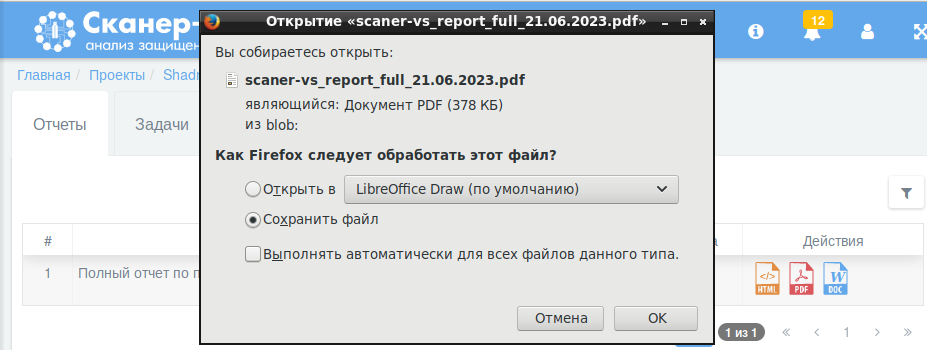 Открытие «scaner-vs_report_full_21.06.2023.pdf»
Сканер-
анализ защищен
12
Вы собираетесь открыть:
scaner-vs_report_full_21.06.2023.pdf
являющийся: Документ PDF (378 КБ)
из blob:
Главная / Проекты / Shadr
Отчеты
Задачи
Как Firefox следует обработать этот файл?
Открыть в
LibreOffice Draw (по умолчанию)
Сохранить файл
Выполнять автоматически для всех файлов данного типа.
Отмена
OK
#
а
Действия
1
Полный отчет по п
HTML
PDF
W
DOC
1 из 1
« < 1 > »